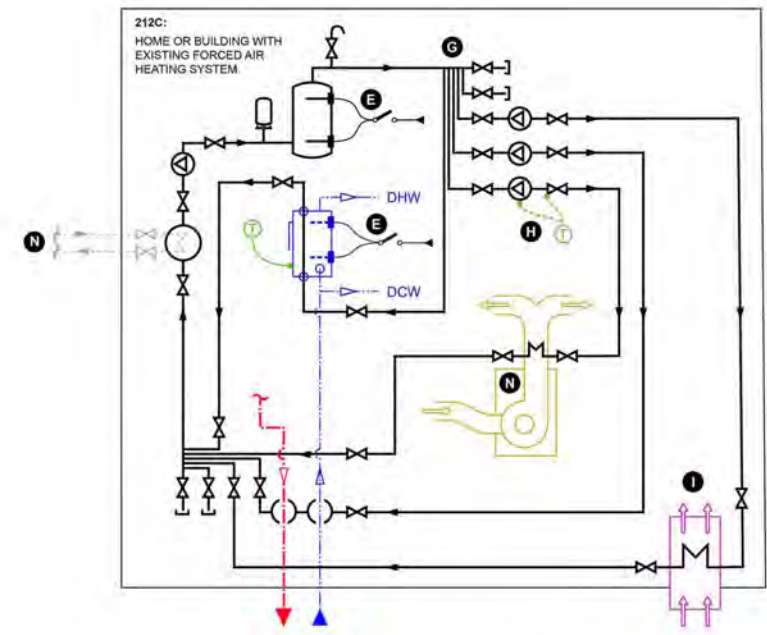 212C:
HOME OR BUILDING WITH
EXISTING FORCED AIR
HEATING SYSTEM
G
E
DHW
T
E
N
H
T
DCW
N
I